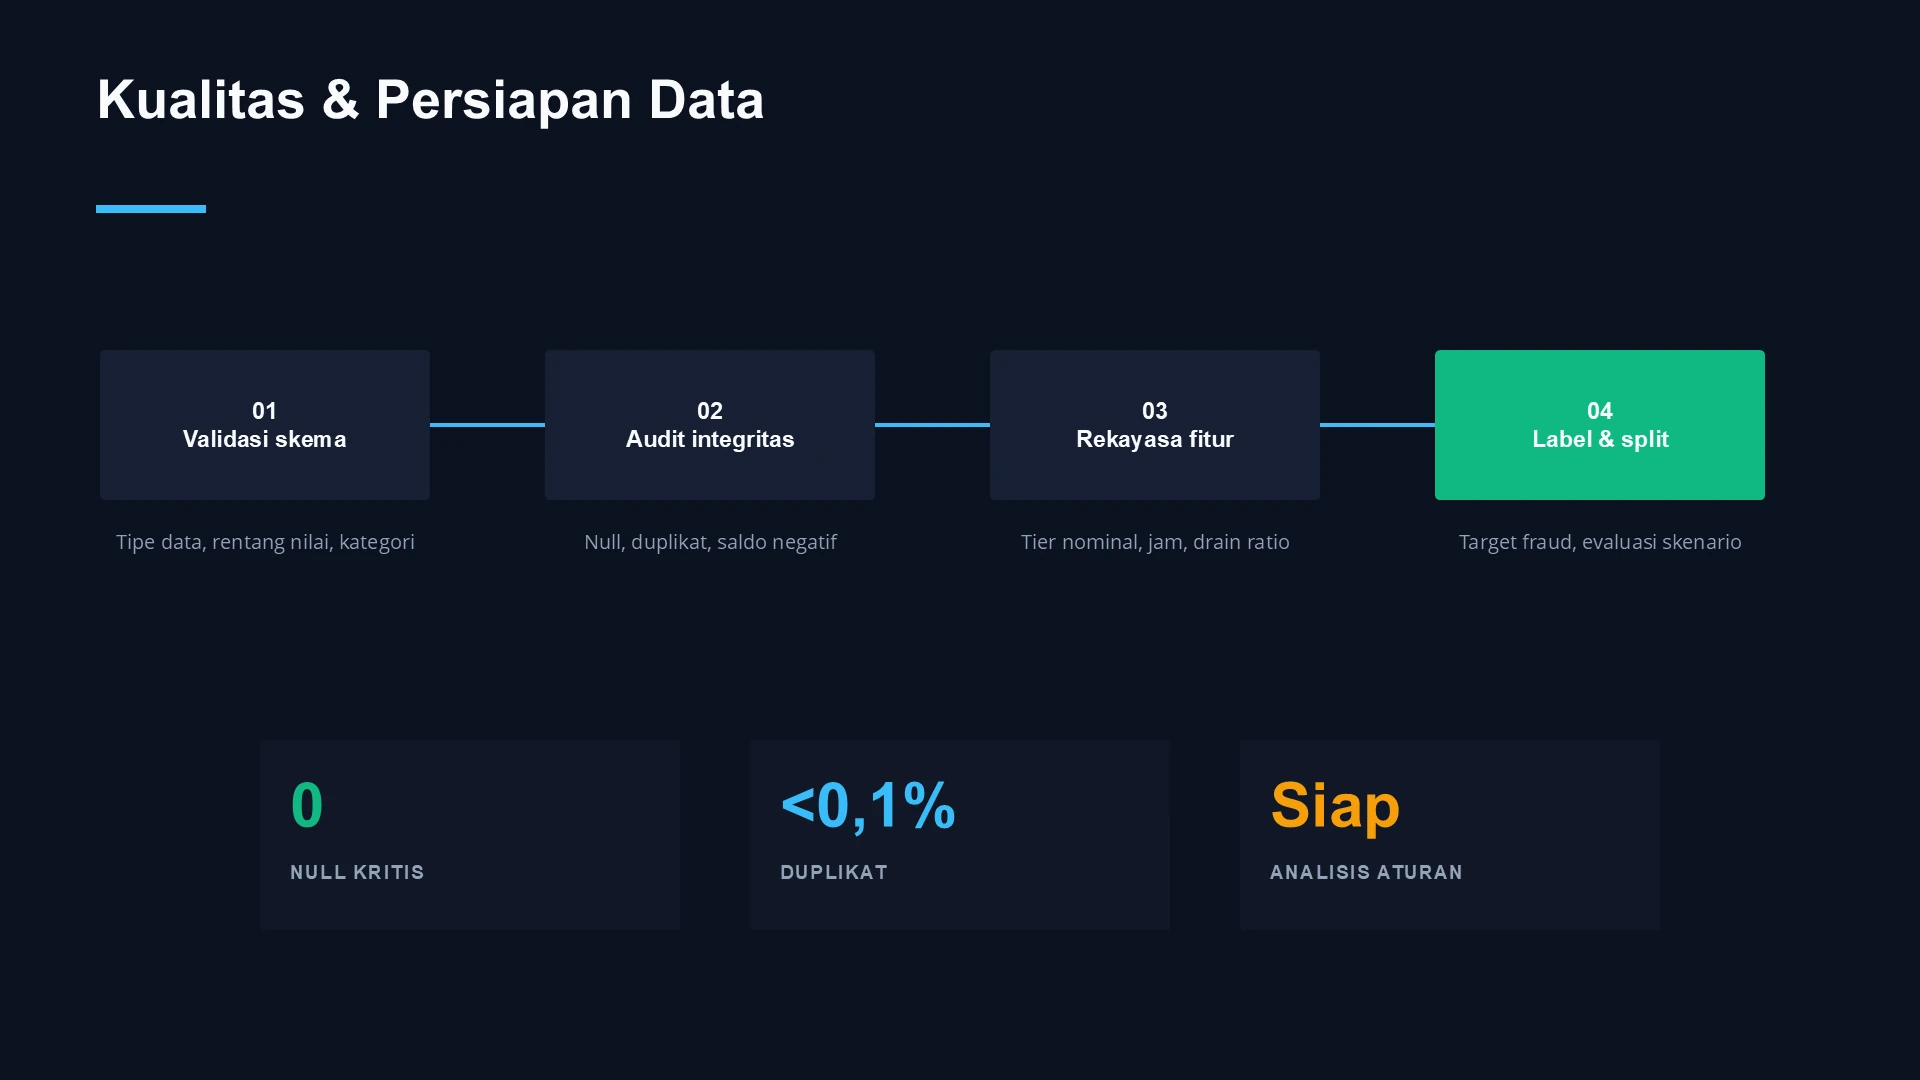 Kualitas & Persiapan Data
01
Validasi skema
02
Audit integritas
03
Rekayasa fitur
04
Label & split
Tipe data, rentang nilai, kategori
Null, duplikat, saldo negatif
Tier nominal, jam, drain ratio
Target fraud, evaluasi skenario
0
NULL KRITIS
<0,1%
DUPLIKAT
Siap
ANALISIS ATURAN